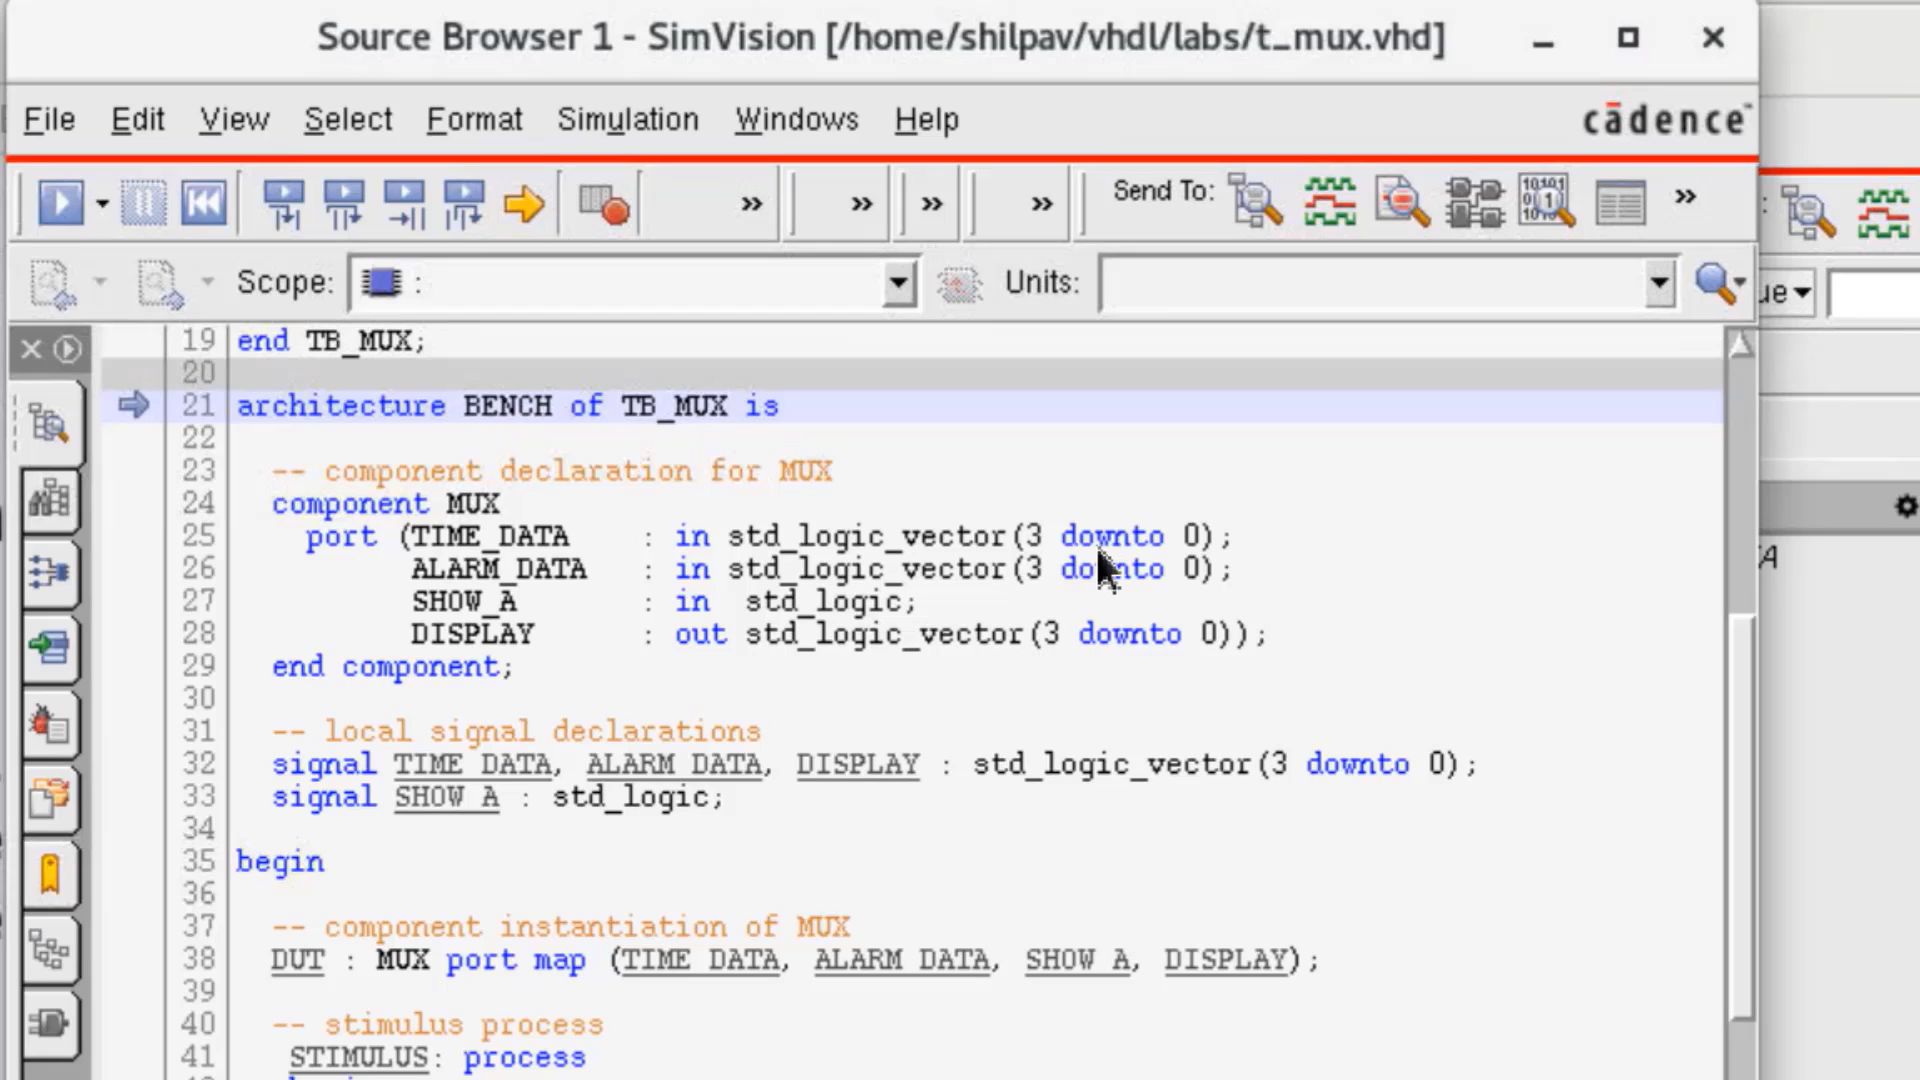 Source Browser 1 - SimVision [/home/shilpav/vhdl/labs/t_mux.vhd]
File Edit View Select Format Simulation Windows Help cādence
Send To:
Scope: : Units:
19 end TB_MUX;
20
21 architecture BENCH of TB_MUX is
22
23 -- component declaration for MUX
24 component MUX
25 port (TIME_DATA : in std_logic_vector(3 downto 0);
26 ALARM_DATA : in std_logic_vector(3 downto 0);
27 SHOW_A : in std_logic;
28 DISPLAY : out std_logic_vector(3 downto 0));
29 end component;
30
31 -- local signal declarations
32 signal TIME_DATA, ALARM_DATA, DISPLAY : std_logic_vector(3 downto 0);
33 signal SHOW_A : std_logic;
34
35 begin
36
37 -- component instantiation of MUX
38 DUT : MUX port map (TIME_DATA, ALARM_DATA, SHOW_A, DISPLAY);
39
40 -- stimulus process
41 STIMULUS: process